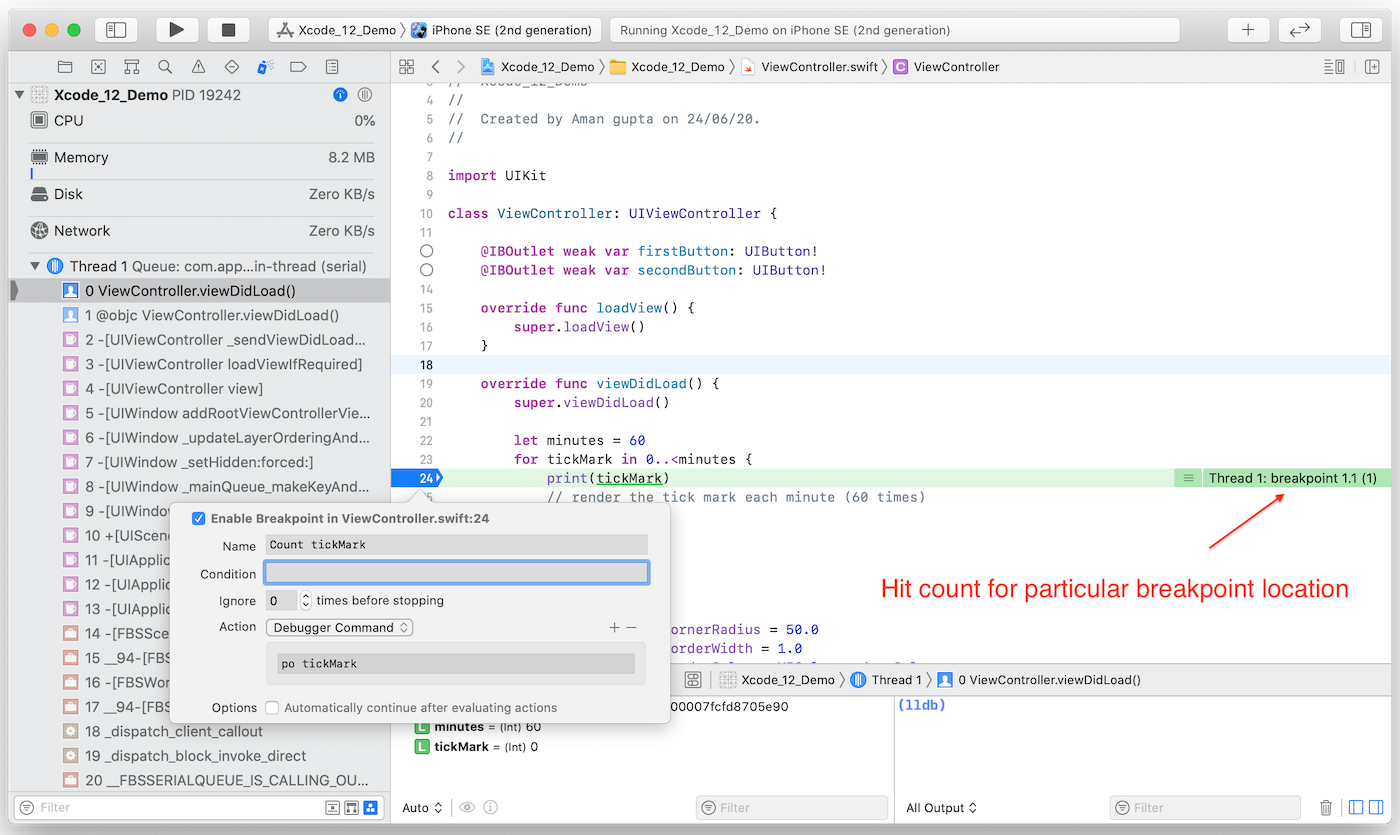 Xcode_12_Demo
iPhone SE (2nd generation)
Running Xcode_12_Demo on iPhone SE (2nd generation)
Xcode_12_Demo
Xcode_12_Demo
ViewController.swift
C
ViewController
Xcode_12_Demo PID 19242
CPU
0%
Memory
8.2 MB
Disk
Zero KB/s
Network
Zero KB/s
Thread 1 Queue: com.app...in-thread (serial)
0 ViewController.viewDidLoad()
1 @objc ViewController.viewDidLoad()
2 -[UIViewController _sendViewDidLoad...
3 -[UIViewController loadViewIfRequired]
4 -[UIViewController view]
5 -[UIWindow addRootViewControllerVie...
6 -[UIWindow _updateLayerOrderingAnd...
7 -[UIWindow _setHidden:forced:]
8 -[UIWindow _mainQueue_makeKeyAnd...
9 -[UIWindow
10 +[UIScen
11 -[UIApplic
12 -[UIApplic
13 -[UIApplic
14 -[FBSSce
15 __94-[FBS
16 -[FBSWor
17 __94-[FBS
18 _dispatch_client_callout
19 _dispatch_block_invoke_direct
20 __FBSSERIALQUEUE_IS_CALLING_OU...
Filter
// Xcode_12_Demo
4 //
5 // Created by Aman gupta on 24/06/20.
6 //
7
8 import UIKit
9
10 class ViewController: UIViewController {
11
@IBOutlet weak var firstButton: UIButton!
@IBOutlet weak var secondButton: UIButton!
14
15 override func loadView() {
16 super.loadView()
17 }
18
19 override func viewDidLoad() {
20 super.viewDidLoad()
21
22 let minutes = 60
23 for tickMark in 0..<minutes {
24 print(tickMark)
Thread 1: breakpoint 1.1 (1)
// render the tick mark each minute (60 times)
Hit count for particular breakpoint location
ornerRadius = 50.0
orderWidth = 1.0
Enable Breakpoint in ViewController.swift:24
Name
Count tickMark
Condition
Ignore
0
times before stopping
Action
Debugger Command
po tickMark
Options
Automatically continue after evaluating actions
Xcode_12_Demo
Thread 1
0 ViewController.viewDidLoad()
00007fcfd8705e90
L minutes = (Int) 60
L tickMark = (Int) 0
(lldb)
Auto
Filter
All Output
Filter